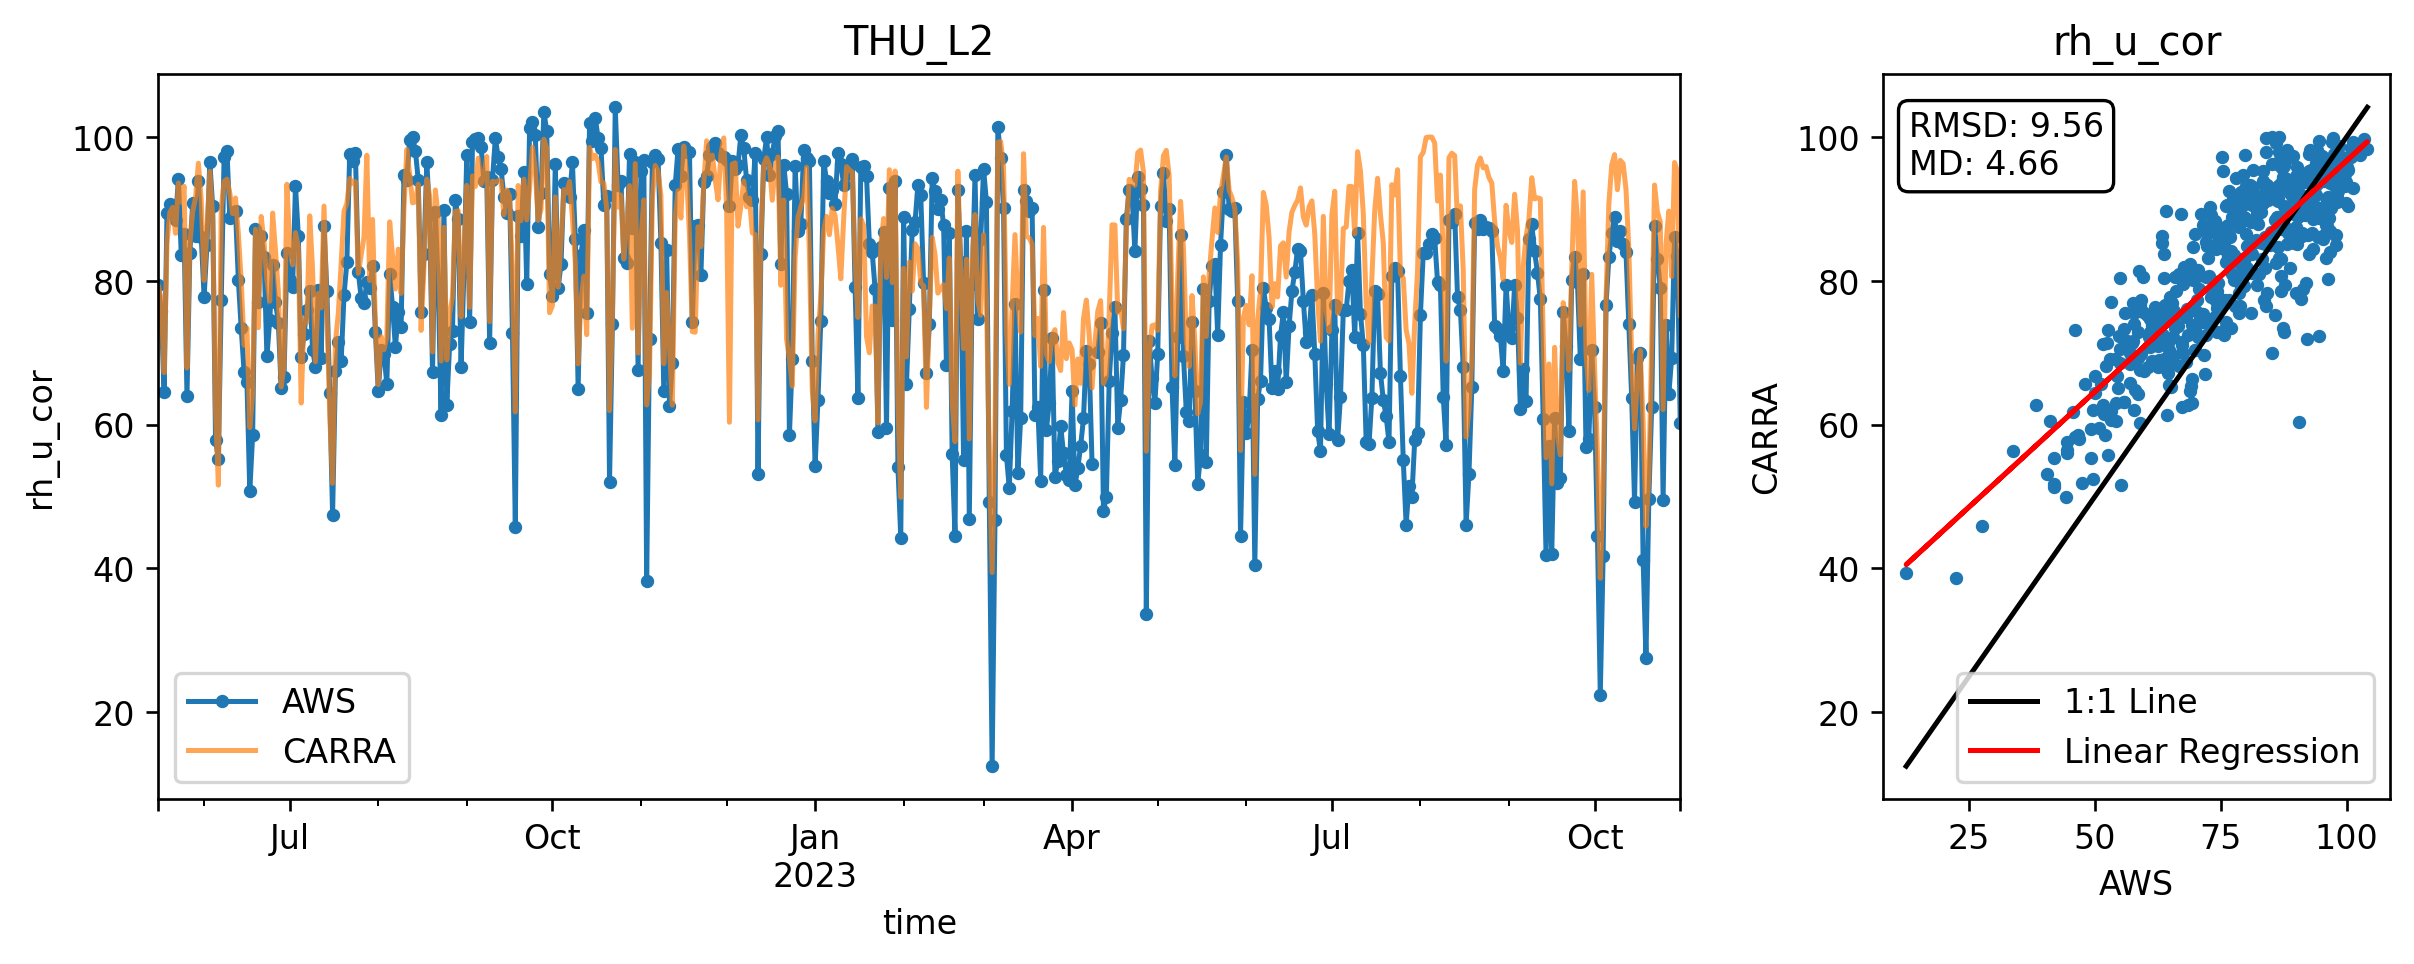 THU_L2
rh_u_cor
100
80
60
40
20
AWS
CARRA
Jul
Oct
Jan
2023
Apr
Jul
Oct
time
rh_u_cor
CARRA
100
80
60
40
20
RMSD: 9.56
MD: 4.66
1:1 Line
Linear Regression
25
50
75
100
AWS